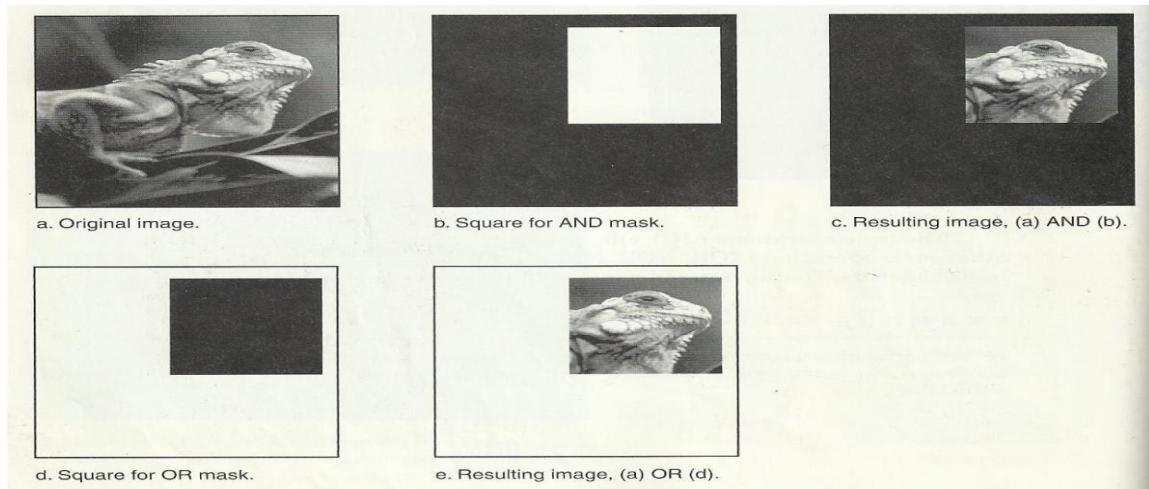 a. Original image.
b. Square for AND mask.
c. Resulting image, (a) AND (b).
d. Square for OR mask.
e. Resulting image, (a) OR (d).